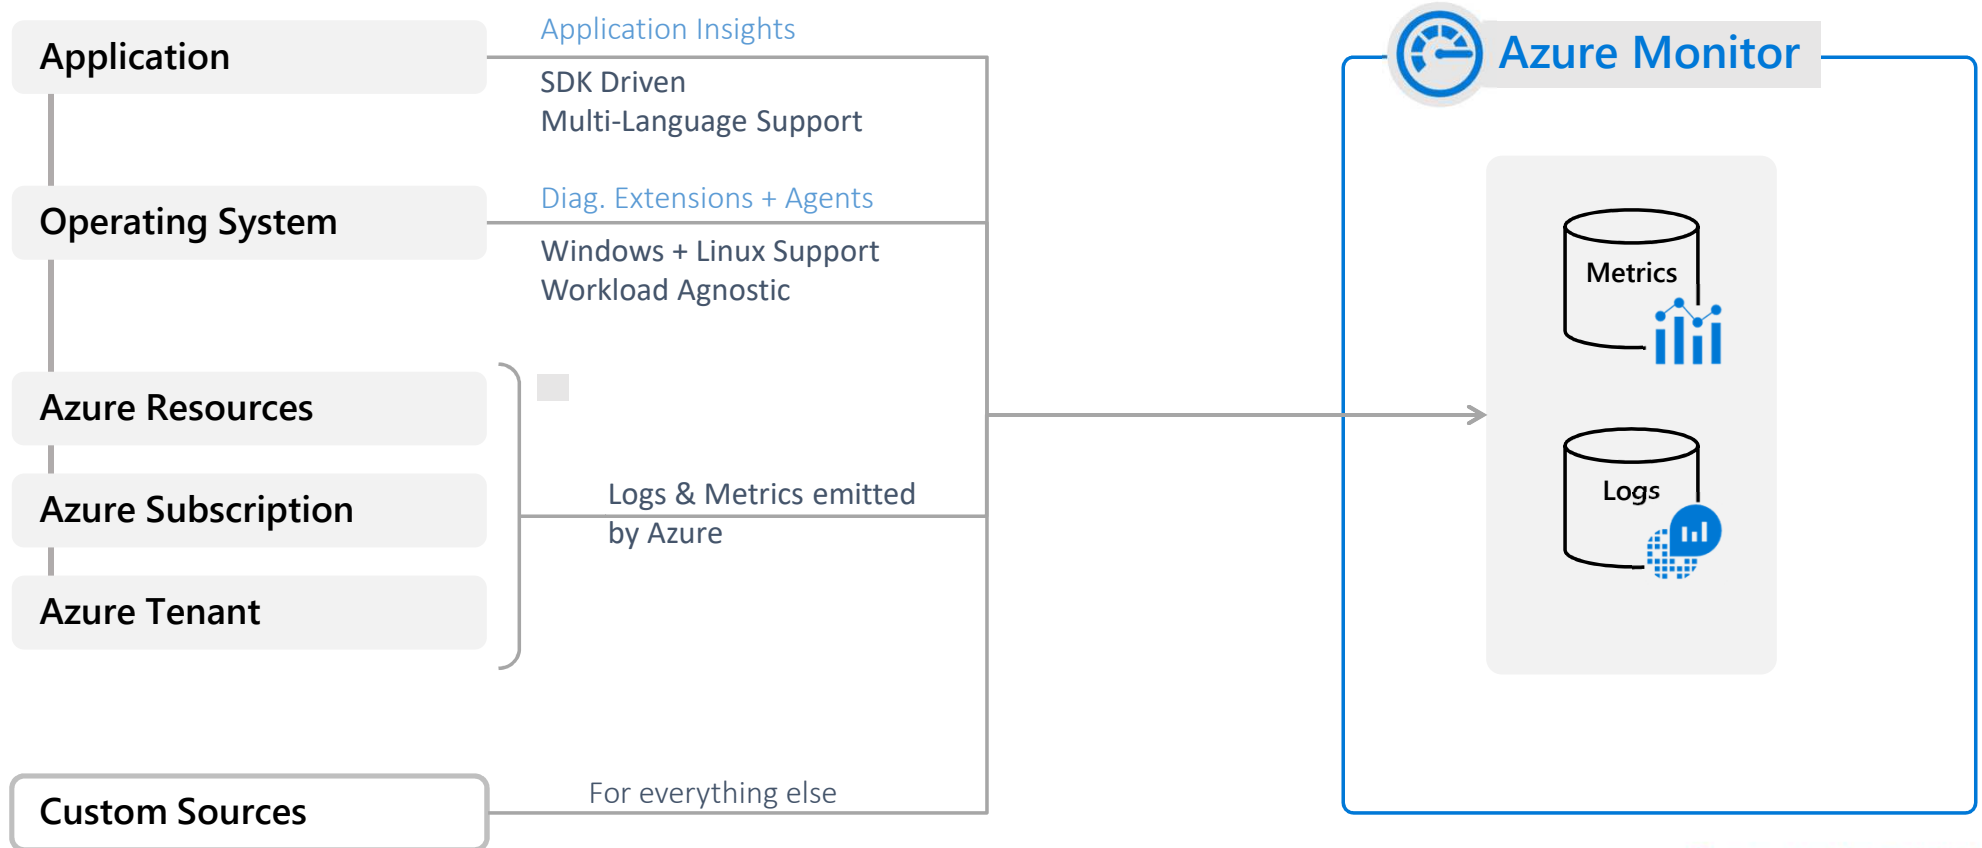 Application
Application Insights
SDK Driven
Multi-Language Support
Operating System
Diag. Extensions + Agents
Windows + Linux Support
Workload Agnostic
Azure Resources
Azure Subscription
Azure Tenant
Logs & Metrics emitted
by Azure
Custom Sources
For everything else
Azure Monitor
Metrics
Logs